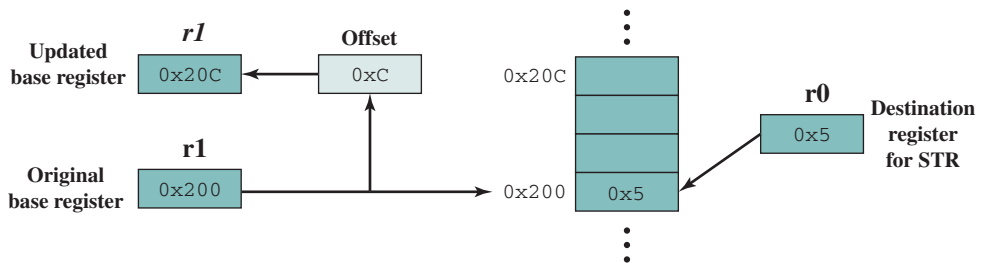 r1
Offset
Updated
base register
0x20C
0xC
0x20C
r0
0x5
Destination
register
for STR
r1
Original
base register
0x200
0x200
0x5